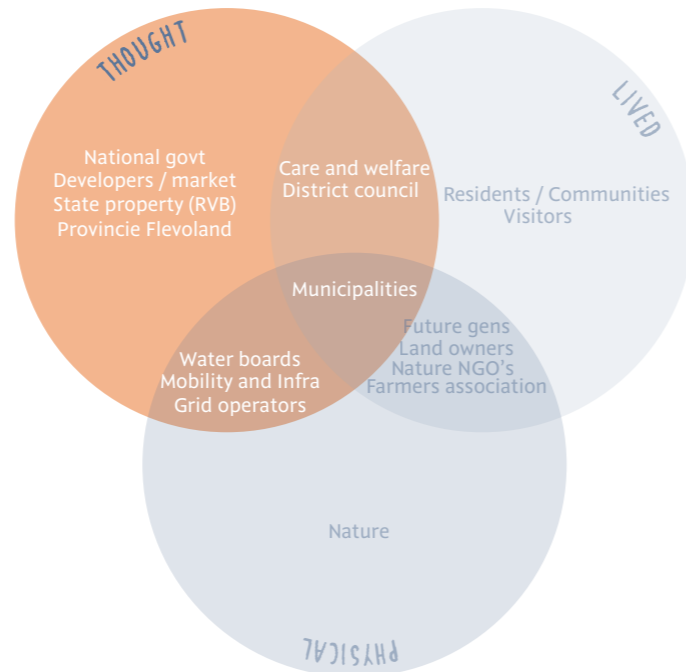 THOUGHT
LIVED
National govt
Developers / market
State property (RVB)
Provincie Flevoland
Care and welfare
District council
Residents / Communities
Visitors
Municipalities
Future gens
Land owners
Nature NGO's
Farmers association
Water boards
Mobility and Infra
Grid operators
Nature
PHYSICAL